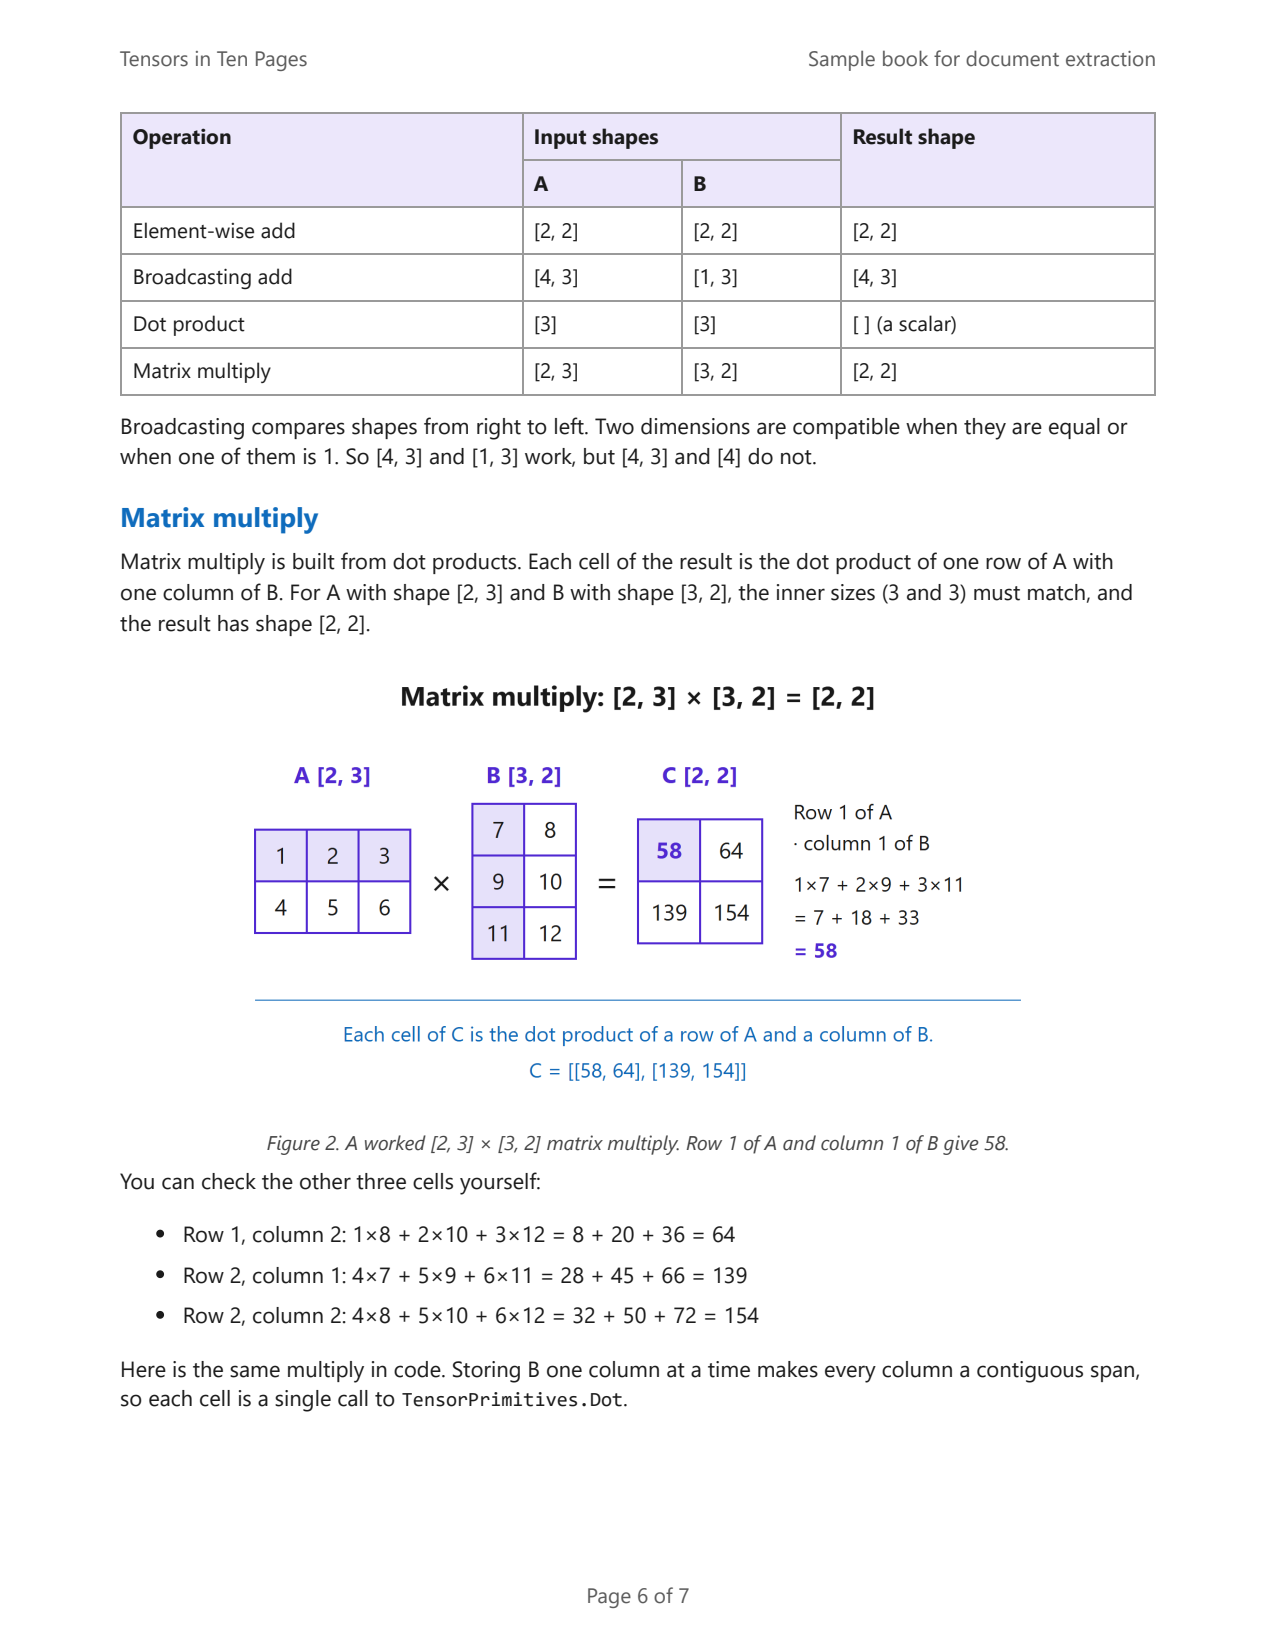 Tensors in Ten Pages
Sample book for document extraction
Operation Input shapes Result shape
A B
Element-wise add [2, 2] [2, 2] [2, 2]
Broadcasting add [4, 3] [1, 3] [4, 3]
Dot product [3] [3] [ ] (a scalar)
Matrix multiply [2, 3] [3, 2] [2, 2]
Broadcasting compares shapes from right to left. Two dimensions are compatible when they are equal or
when one of them is 1. So [4, 3] and [1, 3] work, but [4, 3] and [4] do not.
Matrix multiply
Matrix multiply is built from dot products. Each cell of the result is the dot product of one row of A with
one column of B. For A with shape [2, 3] and B with shape [3, 2], the inner sizes (3 and 3) must match, and
the result has shape [2, 2].
Matrix multiply: [2, 3] × [3, 2] = [2, 2]
A [2, 3]
1 2 3
4 5 6
×
B [3, 2]
7 8
9 10
11 12
=
C [2, 2]
58 64
139 154
Row 1 of A
· column 1 of B
1×7 + 2×9 + 3×11
= 7 + 18 + 33
= 58
Each cell of C is the dot product of a row of A and a column of B.
C = [[58, 64], [139, 154]]
Figure 2. A worked [2, 3] × [3, 2] matrix multiply. Row 1 of A and column 1 of B give 58.
You can check the other three cells yourself:
• Row 1, column 2: 1×8 + 2×10 + 3×12 = 8 + 20 + 36 = 64
• Row 2, column 1: 4×7 + 5×9 + 6×11 = 28 + 45 + 66 = 139
• Row 2, column 2: 4×8 + 5×10 + 6×12 = 32 + 50 + 72 = 154
Here is the same multiply in code. Storing B one column at a time makes every column a contiguous span,
so each cell is a single call to TensorPrimitives.Dot.
Page 6 of 7